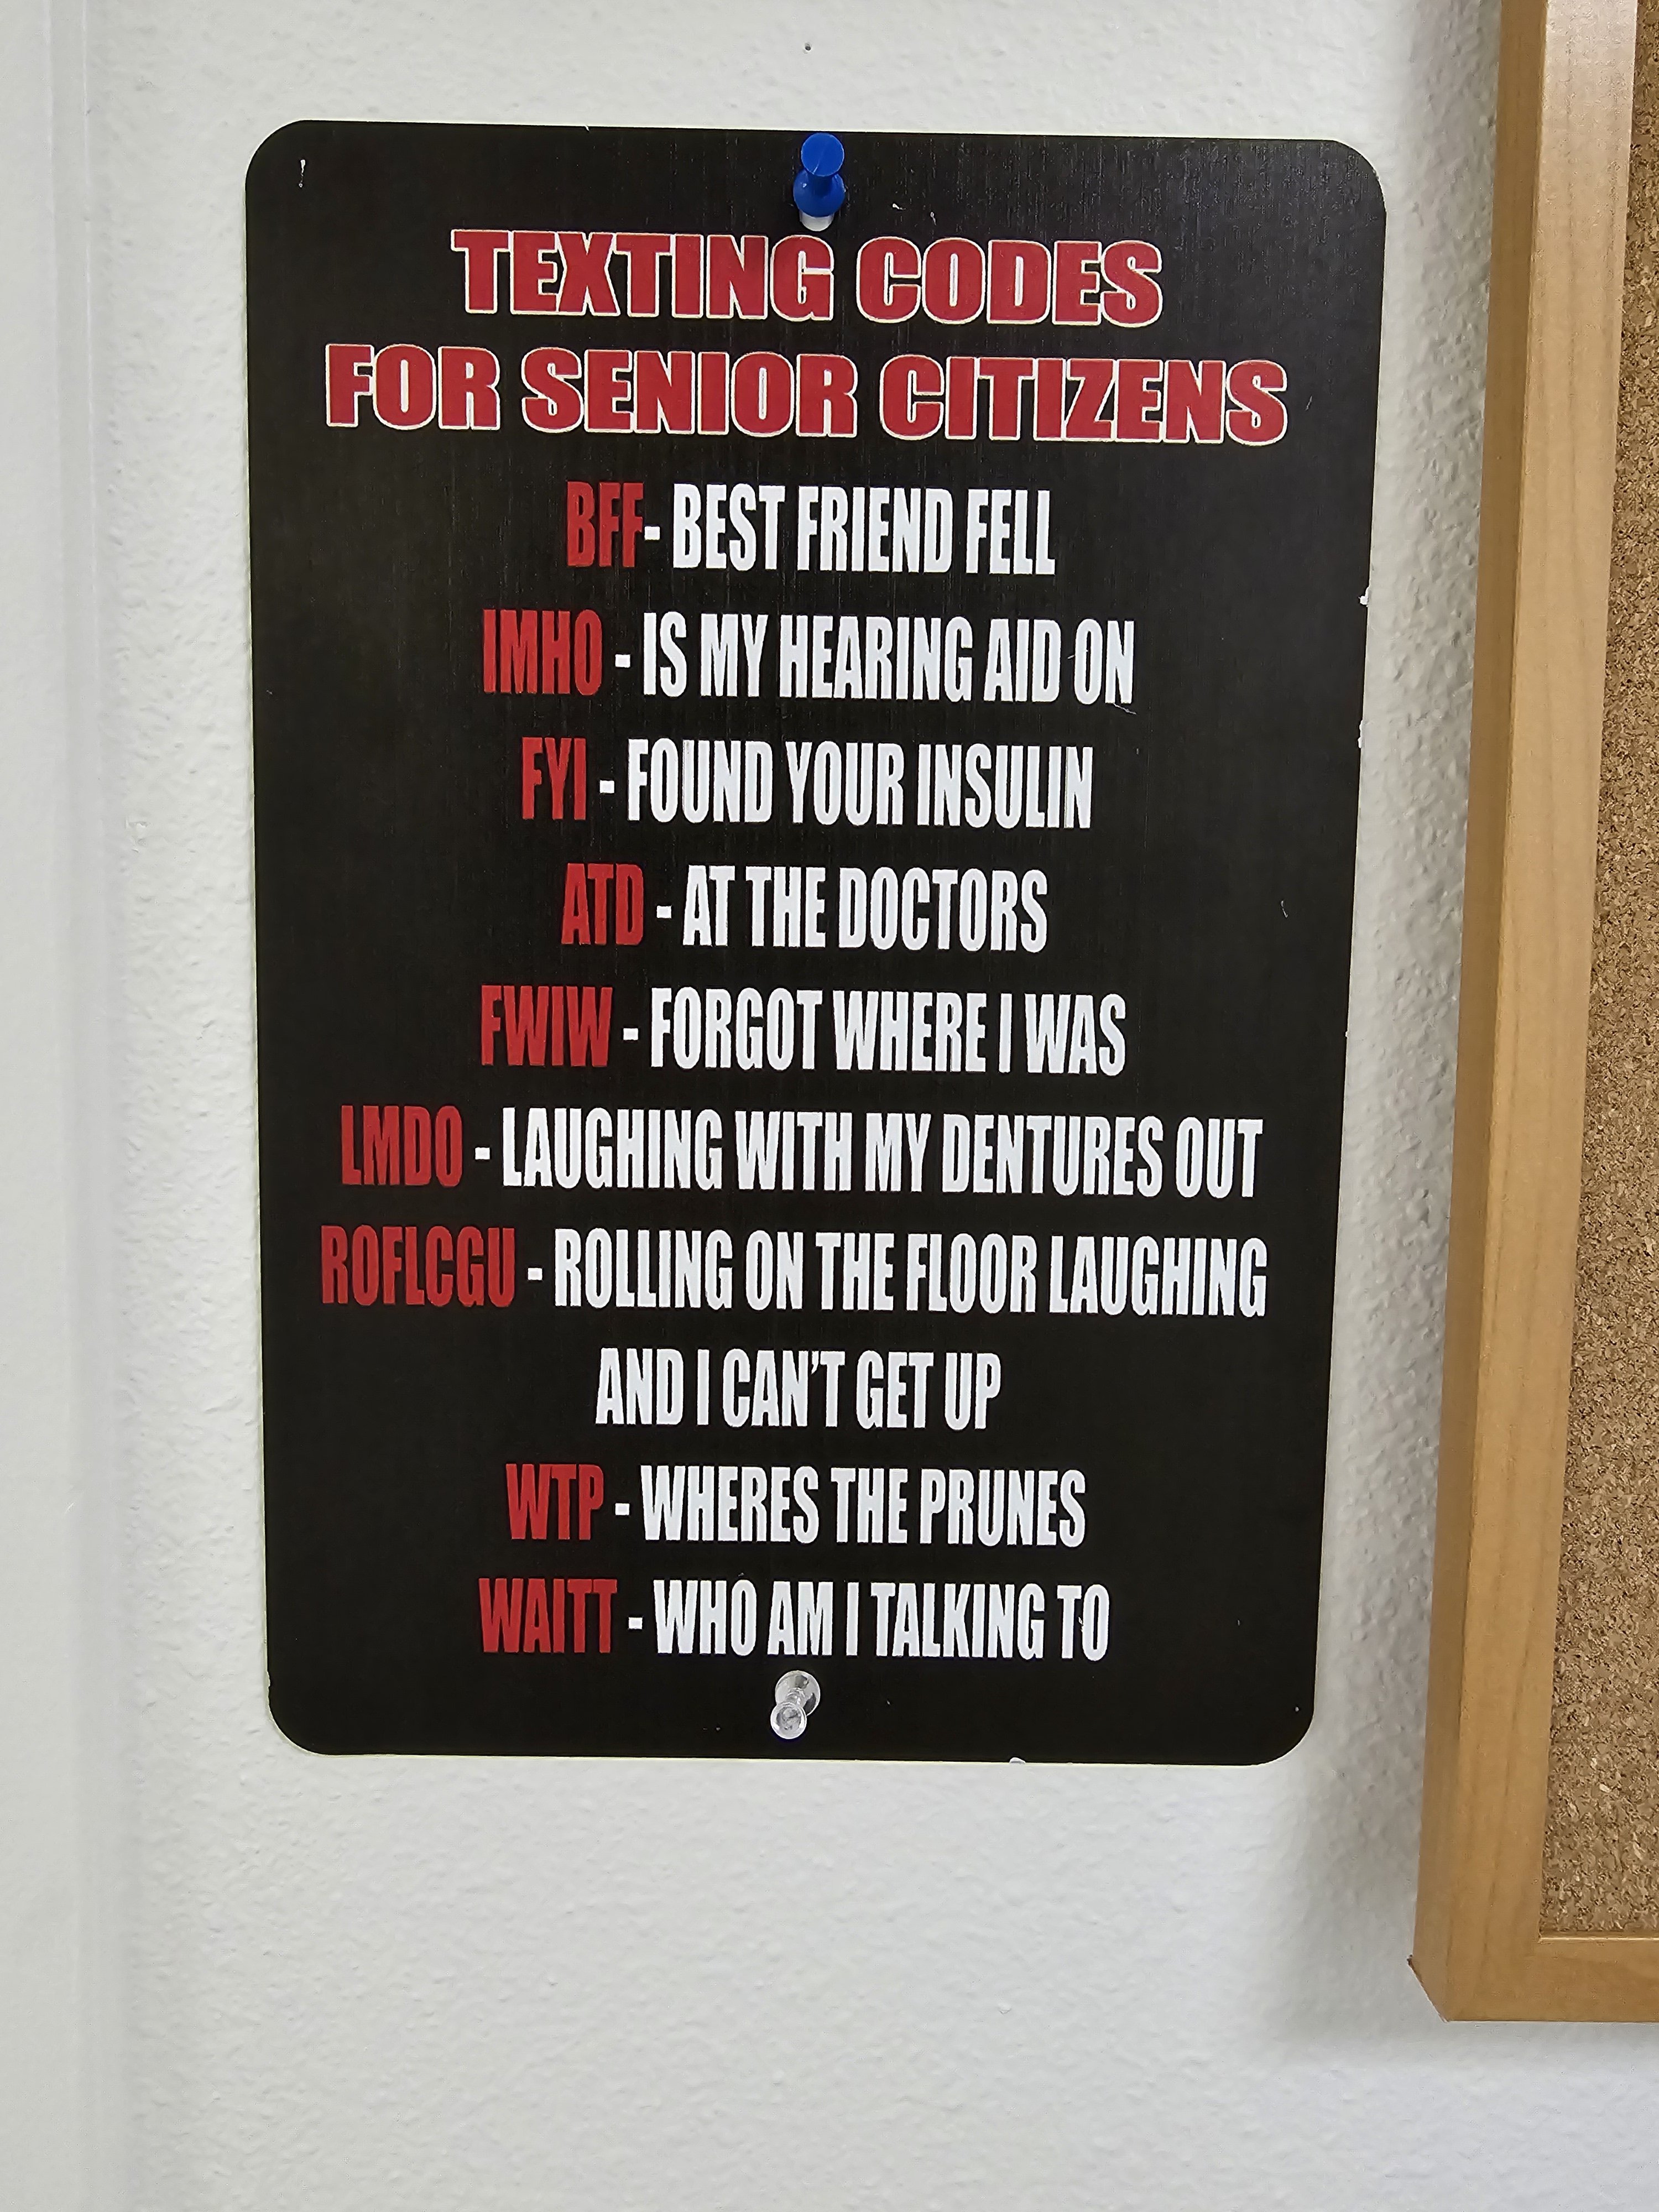 TEXTING CODES
FOR SENIOR CITIZENS
BFF- BEST FRIEND FELL
IMHO - IS MY HEARING AID ON
FYI - FOUND YOUR INSULIN
ATD - AT THE DOCTORS
FWIW - FORGOT WHERE I WAS
LMDO - LAUGHING WITH MY DENTURES OUT
ROFLCGU - ROLLING ON THE FLOOR LAUGHING
AND I CAN'T GET UP
WTP - WHERES THE PRUNES
WAITT - WHO AM I TALKING TO